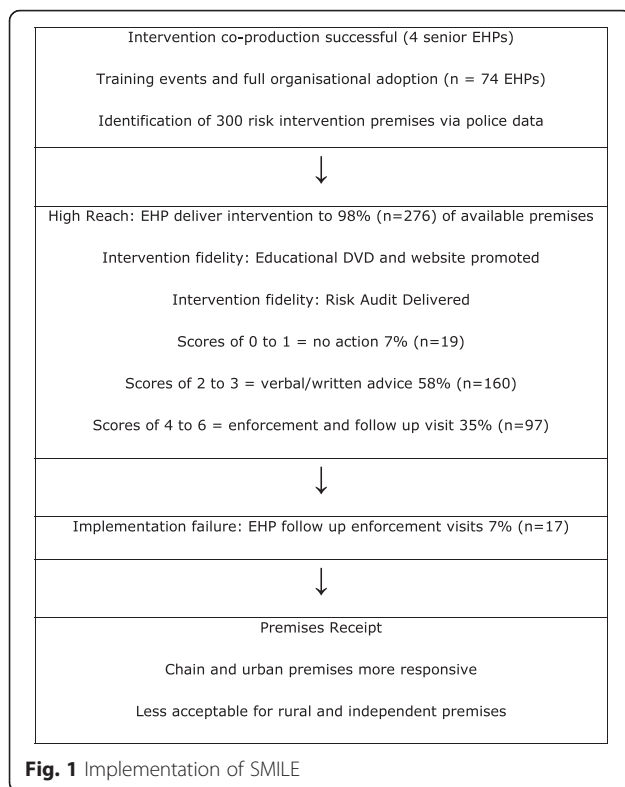 Intervention co-production successful (4 senior EHPs)
Training events and full organisational adoption (n = 74 EHPs)
Identification of 300 risk intervention premises via police data
↓
High Reach: EHP deliver intervention to 98% (n=276) of available premises
Intervention fidelity: Educational DVD and website promoted
Intervention fidelity: Risk Audit Delivered
Scores of 0 to 1 = no action 7% (n=19)
Scores of 2 to 3 = verbal/written advice 58% (n=160)
Scores of 4 to 6 = enforcement and follow up visit 35% (n=97)
↓
Implementation failure: EHP follow up enforcement visits 7% (n=17)
↓
Premises Receipt
Chain and urban premises more responsive
Less acceptable for rural and independent premises
Fig. 1 Implementation of SMILE